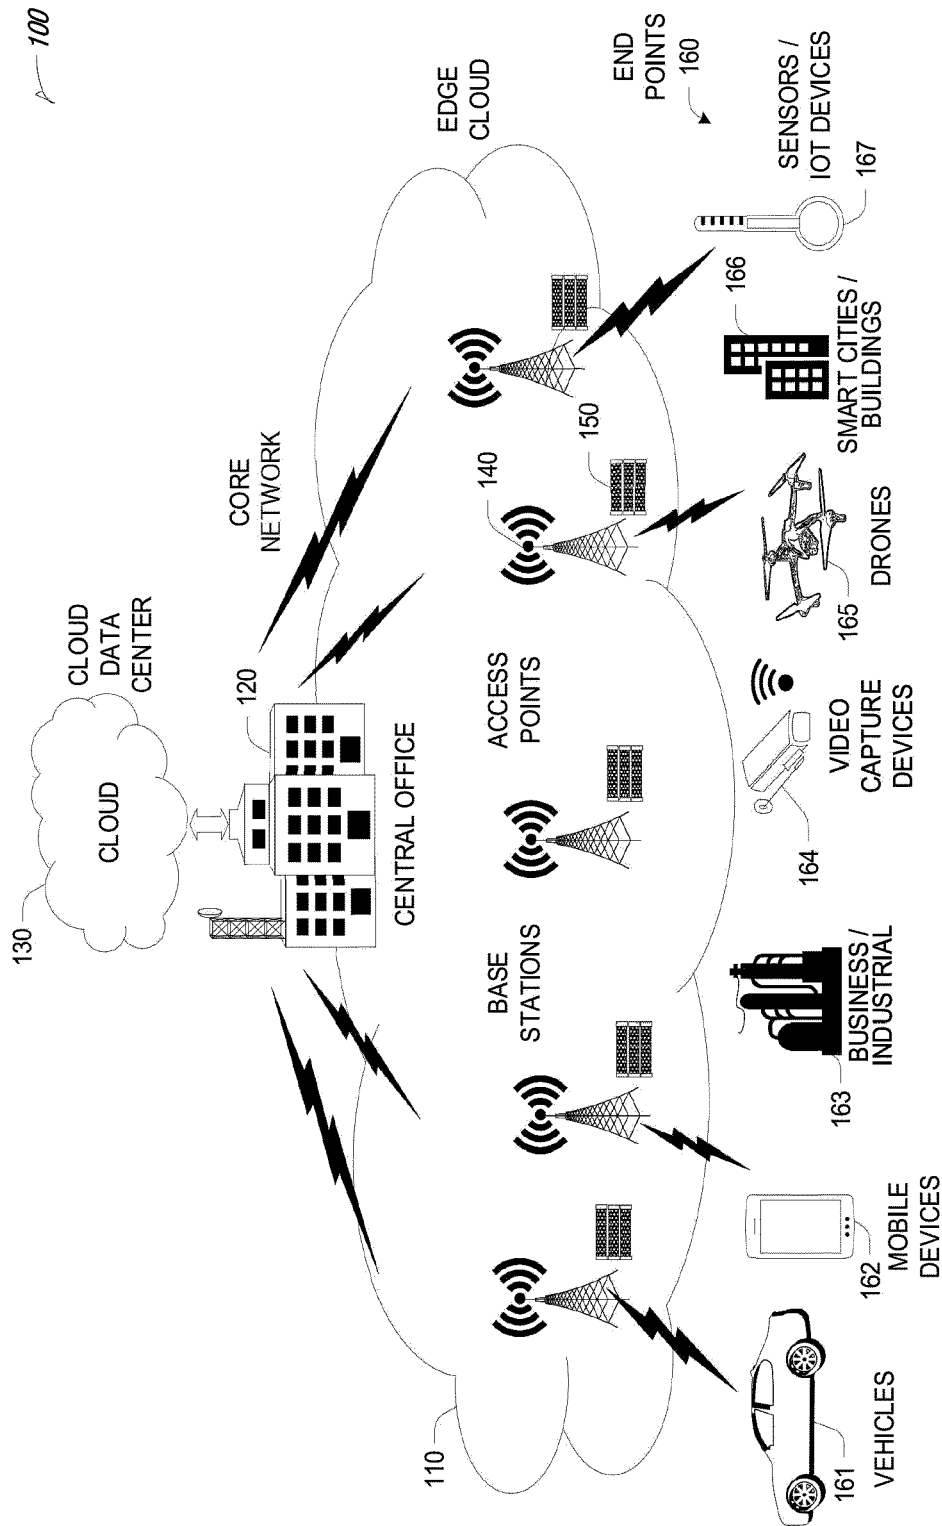 100
130
CLOUD
CLOUD
DATA
CENTER
120
CENTRAL OFFICE
CORE
NETWORK
EDGE
CLOUD
110
BASE
STATIONS
ACCESS
POINTS
140
150
END
POINTS
160
161
VEHICLES
162
MOBILE
DEVICES
163
BUSINESS /
INDUSTRIAL
164
VIDEO
CAPTURE
DEVICES
165
DRONES
166
SMART CITIES /
BUILDINGS
SENSORS /
IOT DEVICES
167